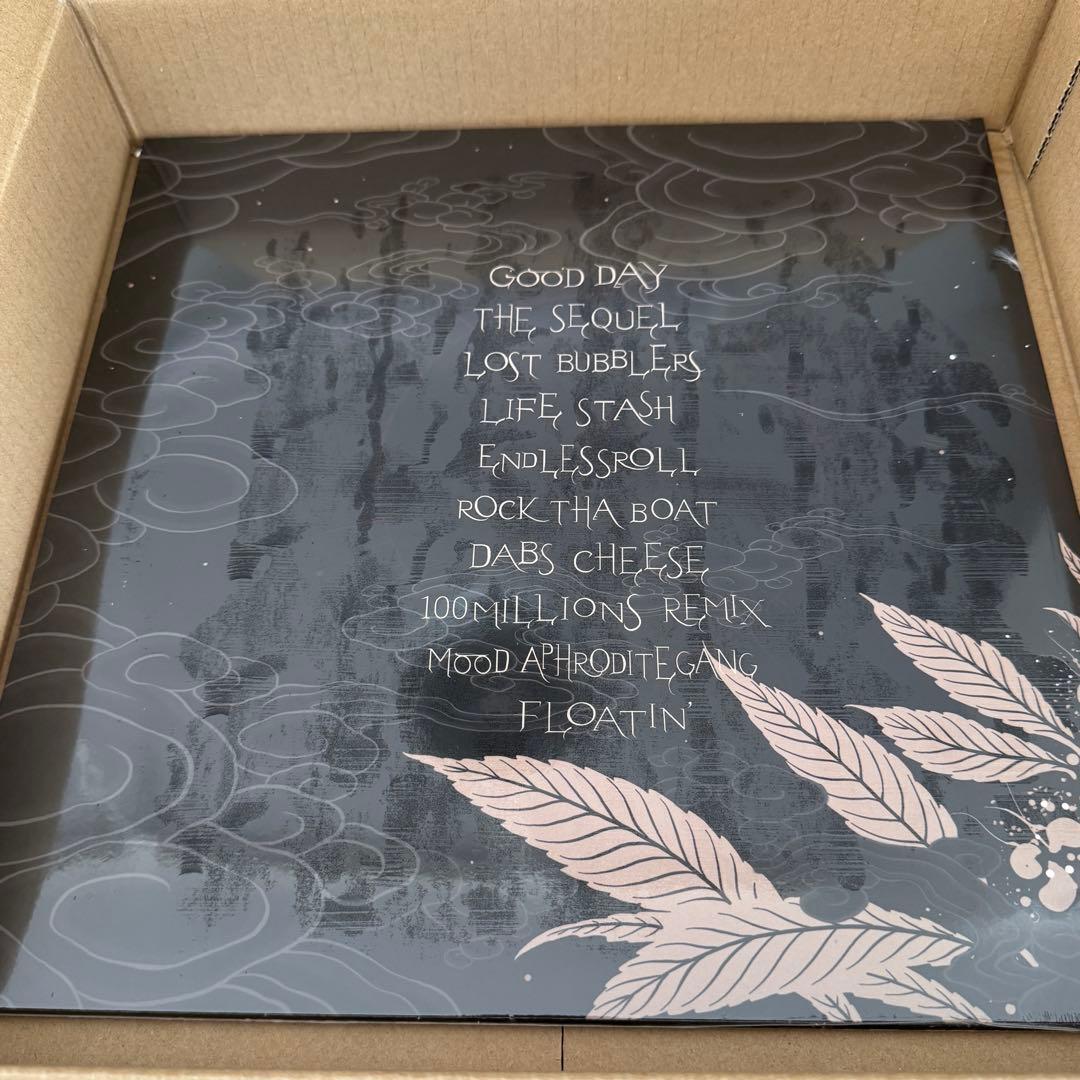 GOOD DAY
THE SEQUEL
LOST BUBBLERS
LIFE STASH
ENDLESSROLL
ROCK THA BOAT
DABS CHEESE
100MILLIONS REMIX
MOOD APHRODITEGANG
FLOATIN'